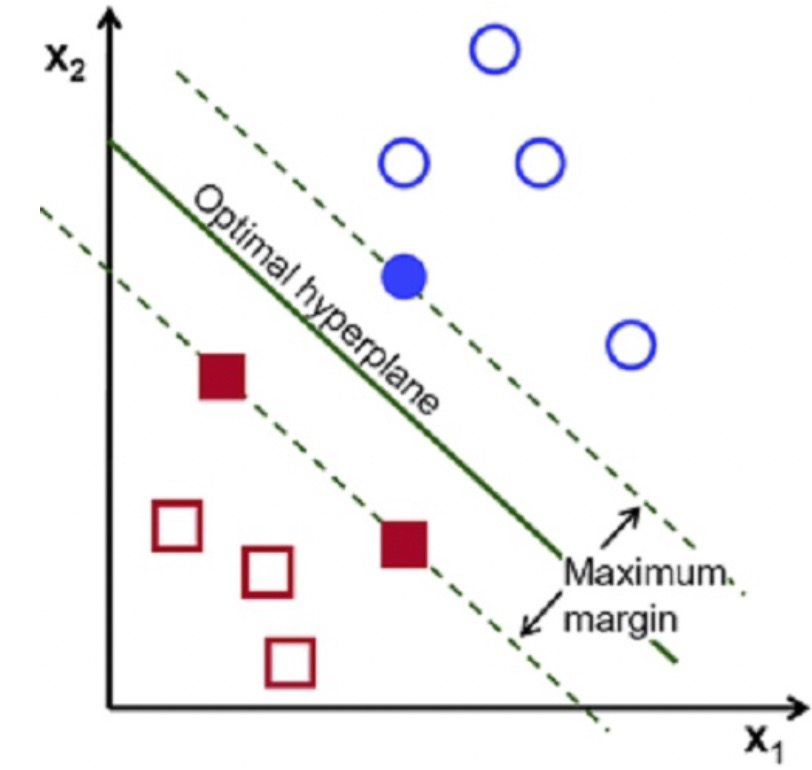 x₂
Optimal hyperplane
Maximum
margin
x₁